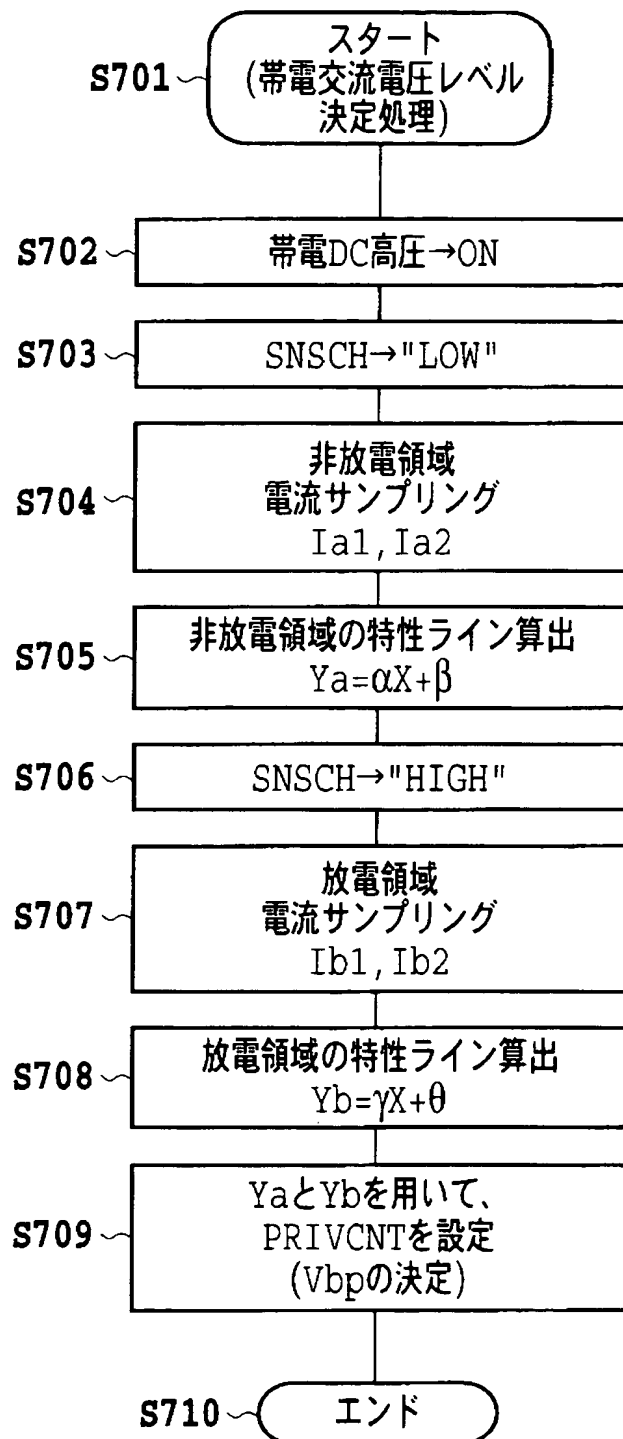 S701
スタート
(帯電交流電圧レベル
決定処理)
S702
帯電DC高圧→ON
S703
SNSCH→"LOW"
S704
非放電領域
電流サンプリング
Ia1,Ia2
S705
非放電領域の特性ライン算出
Ya=αX+β
S706
SNSCH→"HIGH"
S707
放電領域
電流サンプリング
Ib1,Ib2
S708
放電領域の特性ライン算出
Yb=γX+θ
S709
YaとYbを用いて、
PRIVCNTを設定
(Vbpの決定)
S710
エンド